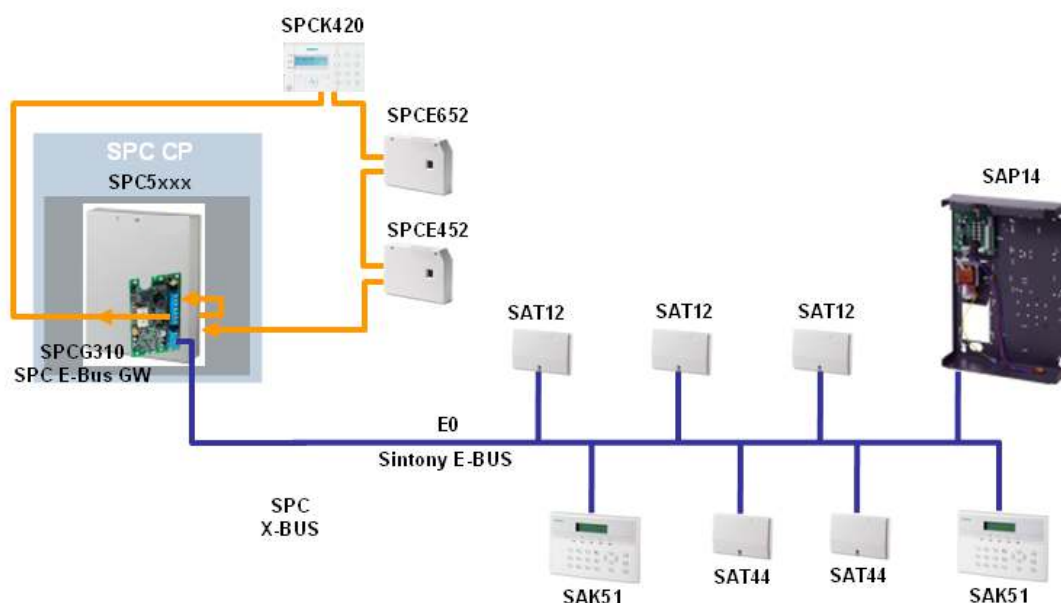 SPCK420
SPCE652
SPC CP
SPC5xxx
SAP14
SPCE452
SAT12
SAT12
SAT12
SPCG310
SPC E-Bus GW
E0
Sintony E-BUS
SPC
X-BUS
SAT44
SAT44
SAK51
SAK51